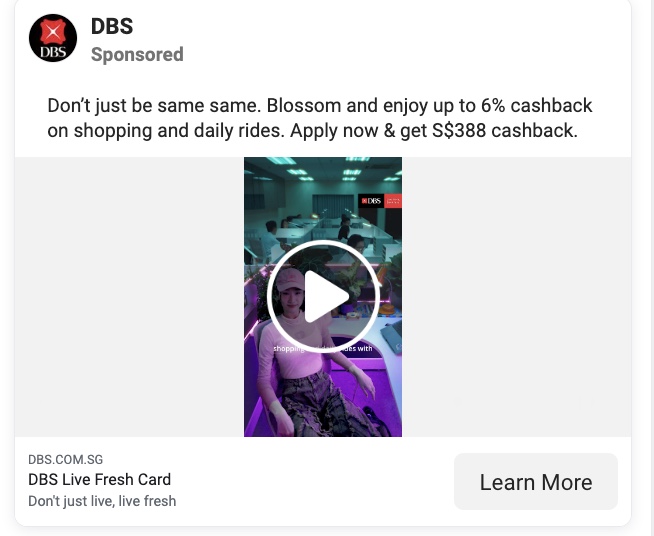 DBS
DBS
Sponsored
Don't just be same same. Blossom and enjoy up to 6% cashback
on shopping and daily rides. Apply now & get S$388 cashback.
DBS
shopping
des with
DBS.COM.SG
DBS Live Fresh Card
Don't just live, live fresh
Learn More